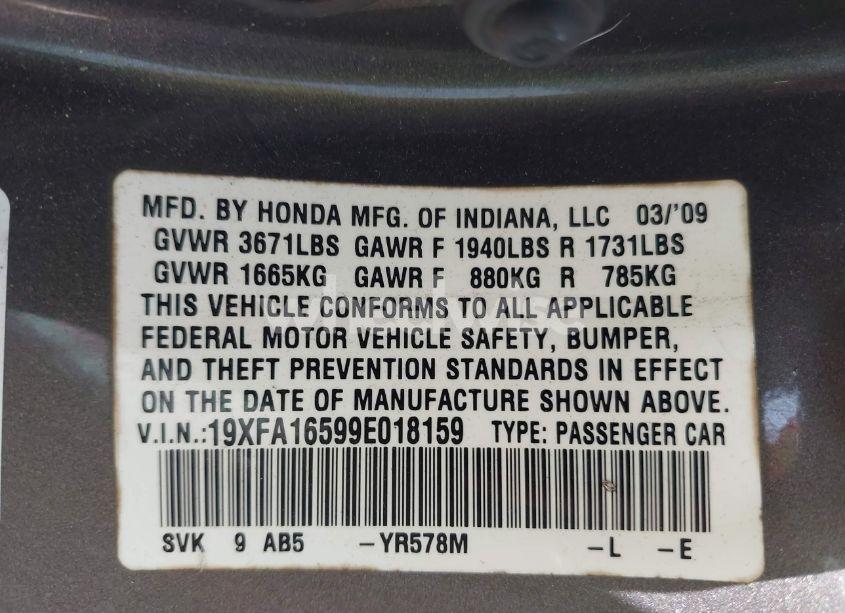 MFD. BY HONDA MFG. OF INDIANA, LLC 03/'09
GVWR 3671LBS GAWR F 1940LBS R 1731LBS
GVWR 1665KG GAWR F 880KG R 785KG
THIS VEHICLE CONFORMS TO ALL APPLICABLE
FEDERAL MOTOR VEHICLE SAFETY, BUMPER,
AND THEFT PREVENTION STANDARDS IN EFFECT
ON THE DATE OF MANUFACTURE SHOWN ABOVE.
V.I.N.:19XFA16599E018159 TYPE: PASSENGER CAR
SVK 9 AB5 -YR578M -L -E